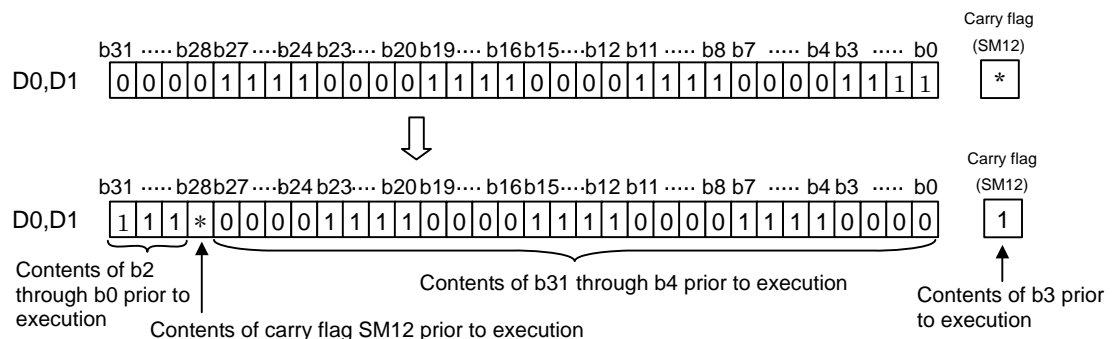 Carry flag
(SM12)
b31 ····· b28 b27 ···· b24 b23 ···· b20 b19 ···· b16 b15 ····· b12 b11 ····· b8 b7 ····· b4 b3 ····· b0
D0,D1 0 0 0 0 1 1 1 1 0 0 0 0 1 1 1 1 0 0 0 0 1 1 1 1 0 0 0 0 1 1 1 1 *
Carry flag
(SM12)
b31 ····· b28 b27 ···· b24 b23 ···· b20 b19 ···· b16 b15 ····· b12 b11 ····· b8 b7 ····· b4 b3 ····· b0
D0,D1 1 1 1 * 0 0 0 0 1 1 1 1 0 0 0 0 1 1 1 1 0 0 0 0 1 1 1 1 0 0 0 0 1
Contents of b2
through b0 prior to
execution
Contents of b31 through b4 prior to execution
Contents of b3 prior
to execution
Contents of carry flag SM12 prior to execution